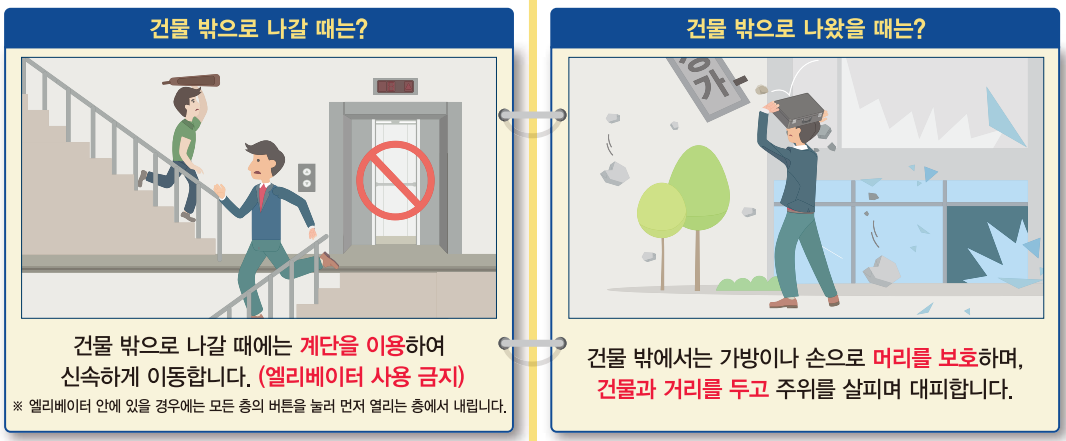 건물 밖으로 나갈 때는?
건물 밖으로 나갈 때에는 계단을 이용하여
신속하게 이동합니다. (엘리베이터 사용 금지)
※ 엘리베이터 안에 있을 경우에는 모든 층의 버튼을 눌러 먼저 열리는 층에서 내립니다.
건물 밖으로 나왔을 때는?
가
건물 밖에서는 가방이나 손으로 머리를 보호하며,
건물과 거리를 두고 주위를 살피며 대피합니다.